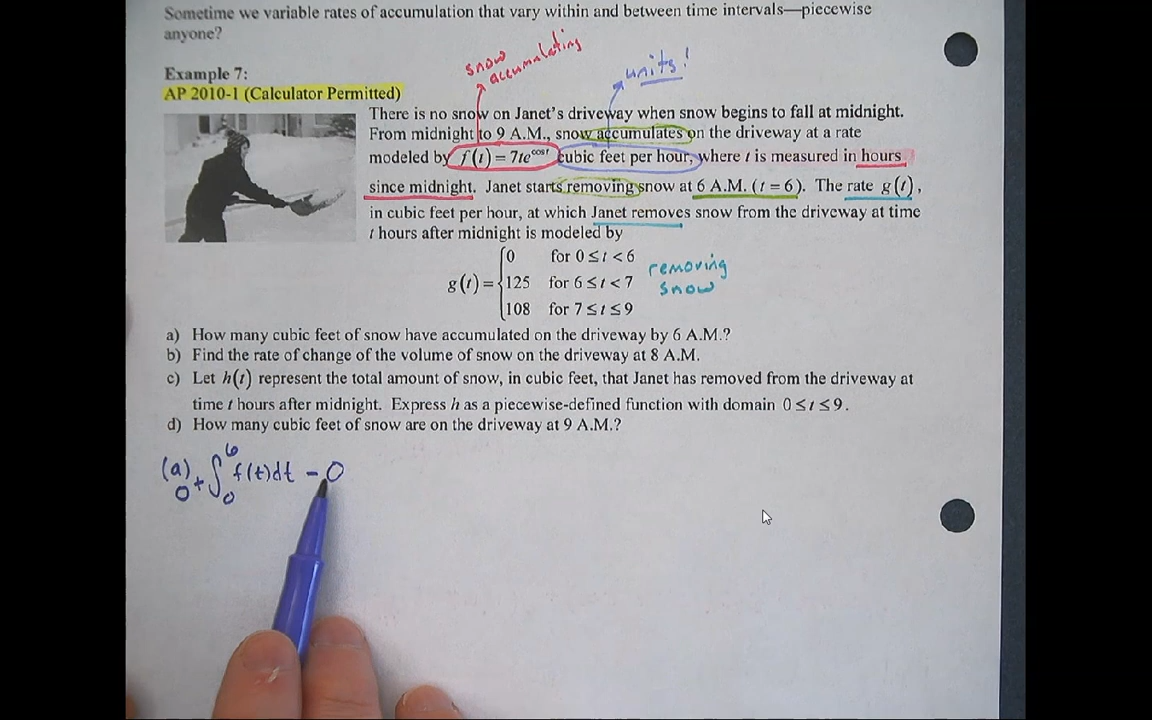 Sometime we variable rates of accumulation that vary within and between time intervals—piecewise
anyone?
snow
accumulating
units!
Example 7:
AP 2010-1 (Calculator Permitted)
There is no snow on Janet's driveway when snow begins to fall at midnight.
From midnight to 9 A.M., snow accumulates on the driveway at a rate
modeled by f(t) = 7te^cos t cubic feet per hour, where t is measured in hours
since midnight. Janet starts removing snow at 6 A.M. (t = 6). The rate g(t),
in cubic feet per hour, at which Janet removes snow from the driveway at time
t hours after midnight is modeled by
g(t) = {0 for 0 ≤ t < 6
125 for 6 ≤ t < 7
108 for 7 ≤ t ≤ 9
removing
snow
a) How many cubic feet of snow have accumulated on the driveway by 6 A.M.?
b) Find the rate of change of the volume of snow on the driveway at 8 A.M.
c) Let h(t) represent the total amount of snow, in cubic feet, that Janet has removed from the driveway at
time t hours after midnight. Express h as a piecewise-defined function with domain 0 ≤ t ≤ 9.
d) How many cubic feet of snow are on the driveway at 9 A.M.?
(a) 0 + ∫₀⁶ f(t)dt - 0